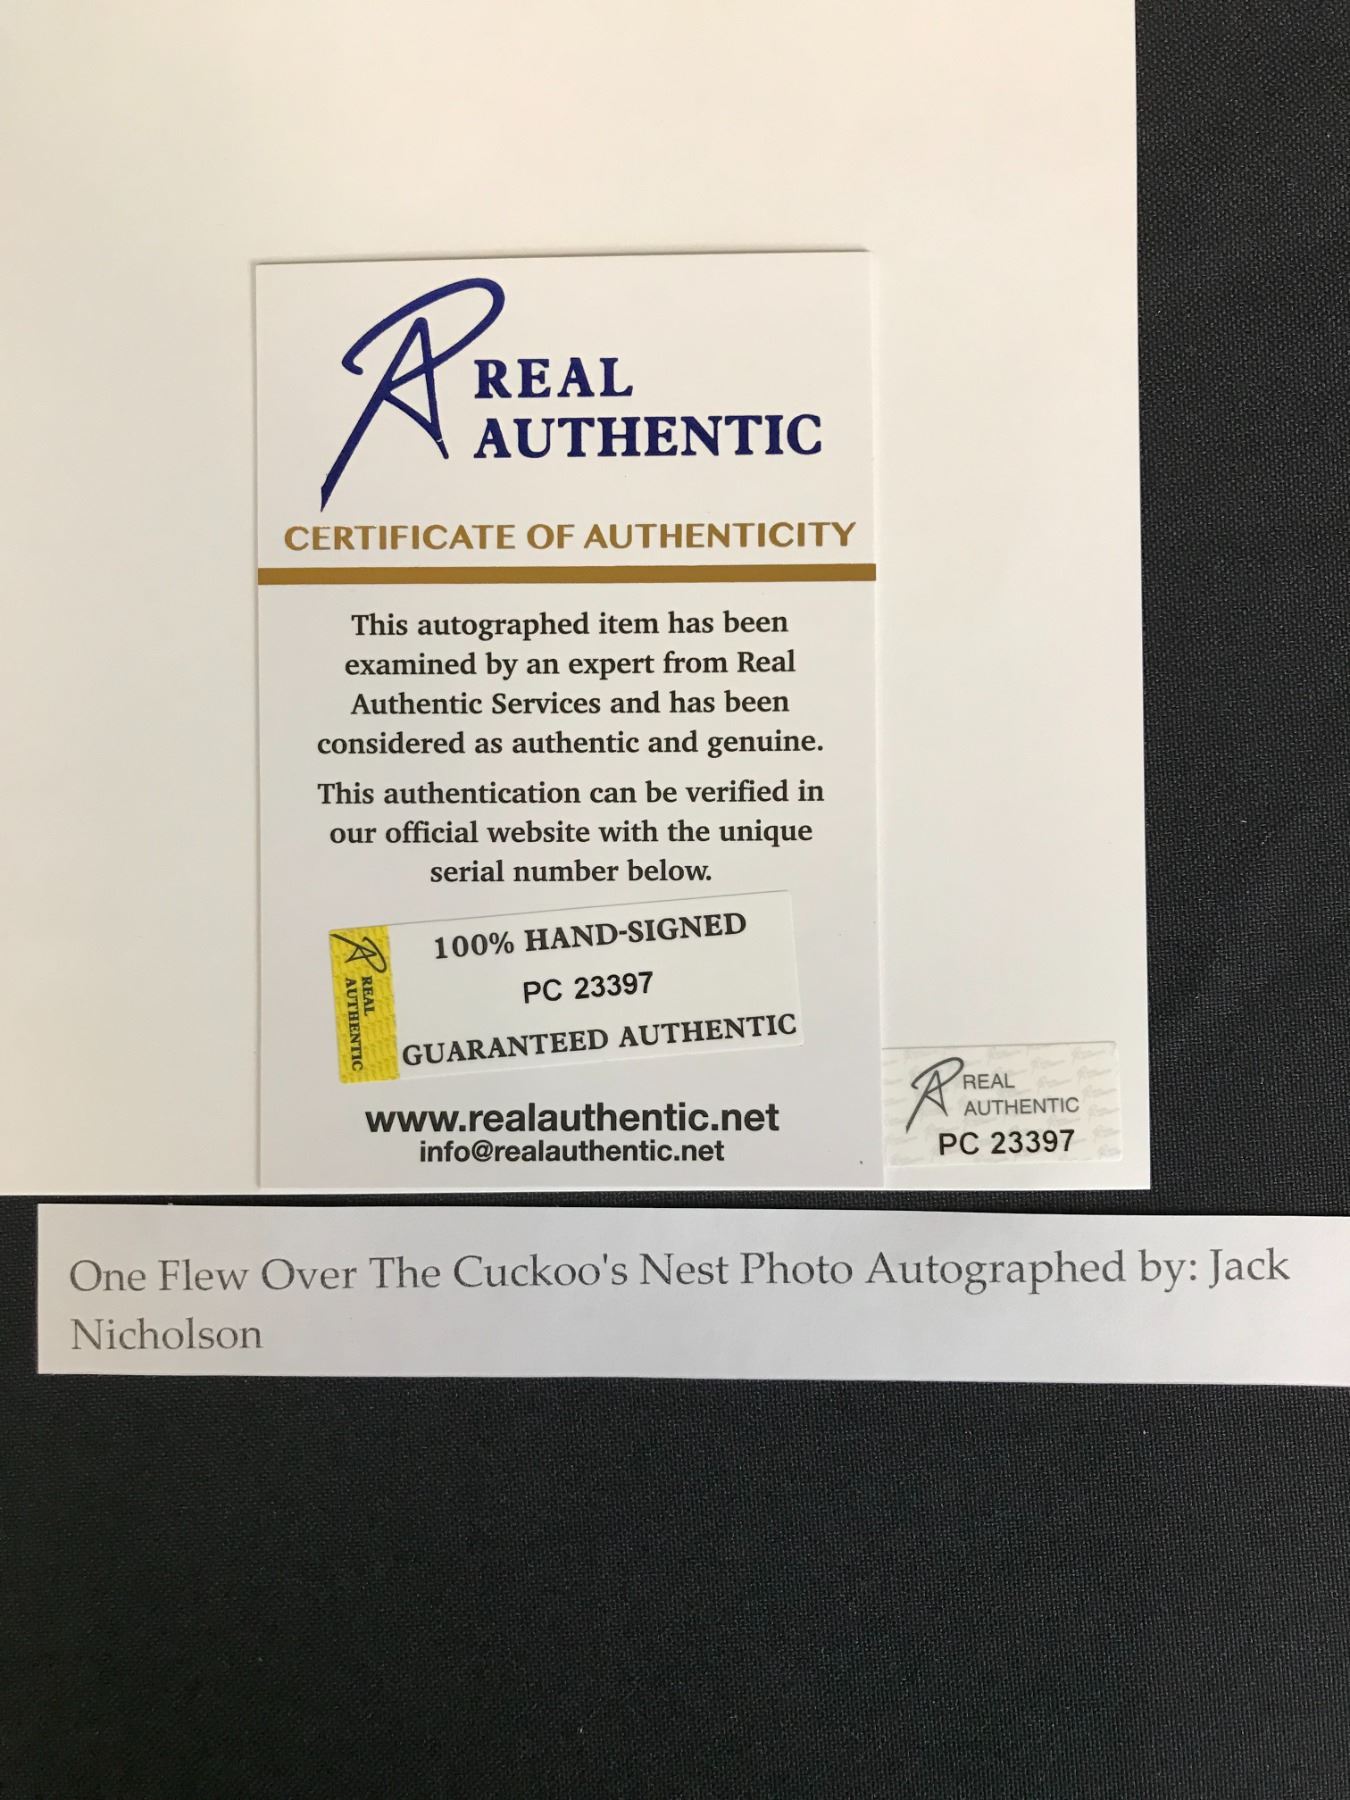 REAL
AUTHENTIC
CERTIFICATE OF AUTHENTICITY
This autographed item has been
examined by an expert from Real
Authentic Services and has been
considered as authentic and genuine.
This authentication can be verified in
our official website with the unique
serial number below.
REAL
AUTHENTIC
100% HAND-SIGNED
PC 23397
GUARANTEED AUTHENTIC
www.realauthentic.net
info@realauthentic.net
REAL
AUTHENTIC
PC 23397
One Flew Over The Cuckoo's Nest Photo Autographed by: Jack
Nicholson